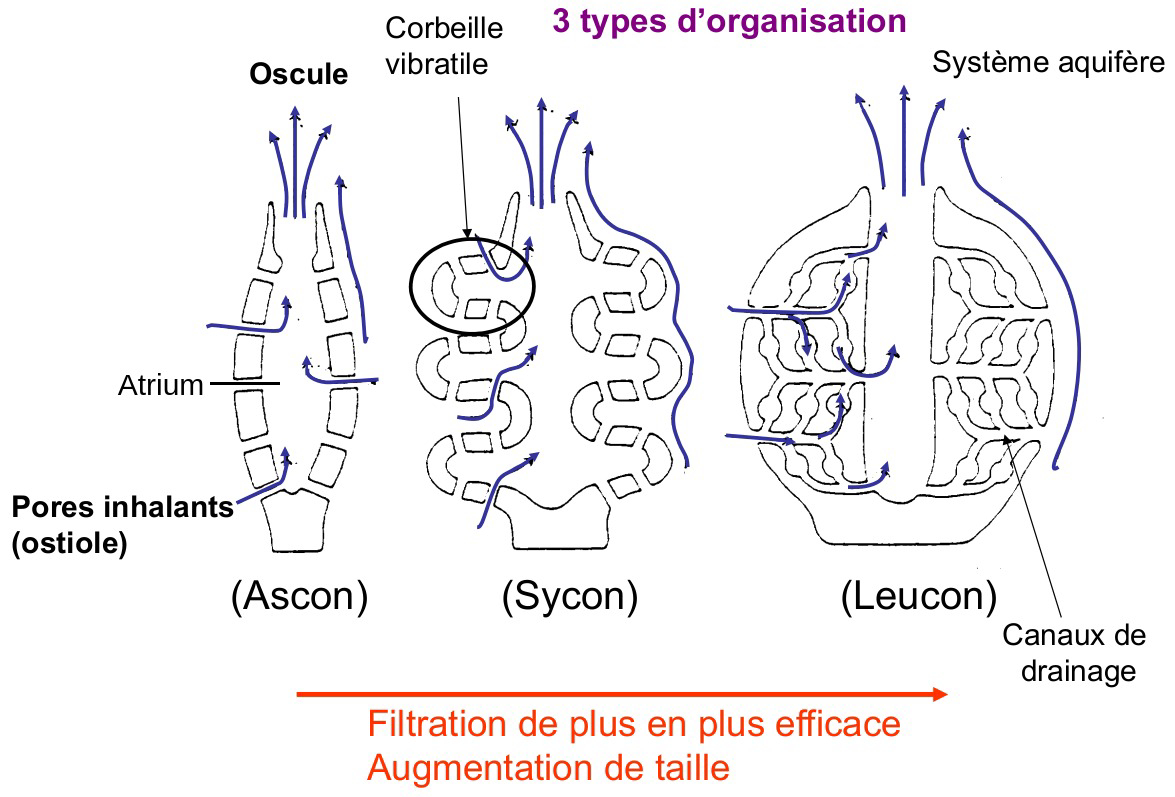 3 types d’organisation
Corbeille
vibratile
Oscule
Système aquifère
Atrium
Pores inhalants
(ostiole)
(Ascon)
(Sycon)
(Leucon)
Canaux de
drainage
Filtration de plus en plus efficace
Augmentation de taille